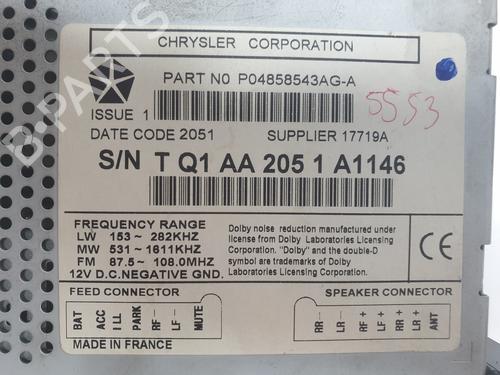 CHRYSLER CORPORATION
PART NO P04858543AG-A
ISSUE 1
5553
DATE CODE 2051 SUPPLIER 17719A
S/N T Q1 AA 205 1 A1146
FREQUENCY RANGE
LW 153~ 282KHZ
MW 531~1611KHZ
FM 87.5~ 108.0MHZ
12V D.C.NEGATIVE GND.
Dolby noise reduction manufactured under
license from Dolby Laboratories Licensing
Corporation. "Dolby" and the double-D
symbol are trademarks of Dolby
Laboratories Licensing Corporation.
CE
FEED CONNECTOR
SPEAKER CONNECTOR
BAT ACC ILL PARK RF- LF- MUTE
RR- LR- RF+ LF+ RR+ LR+ ANT
MADE IN FRANCE
B-PARTS